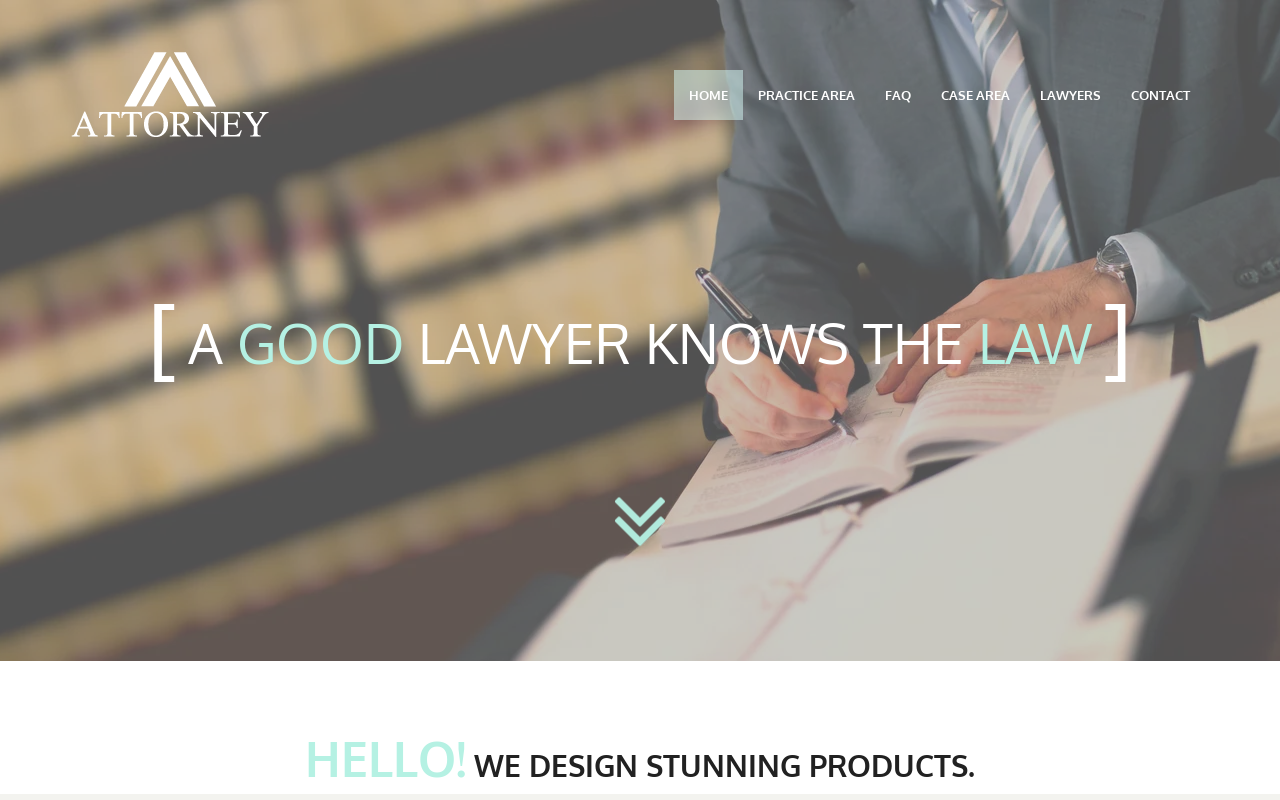 ATTORNEY
HOME PRACTICE AREA FAQ CASE AREA LAWYERS CONTACT
[ A GOOD LAWYER KNOWS THE LAW ]
HELLO! WE DESIGN STUNNING PRODUCTS.